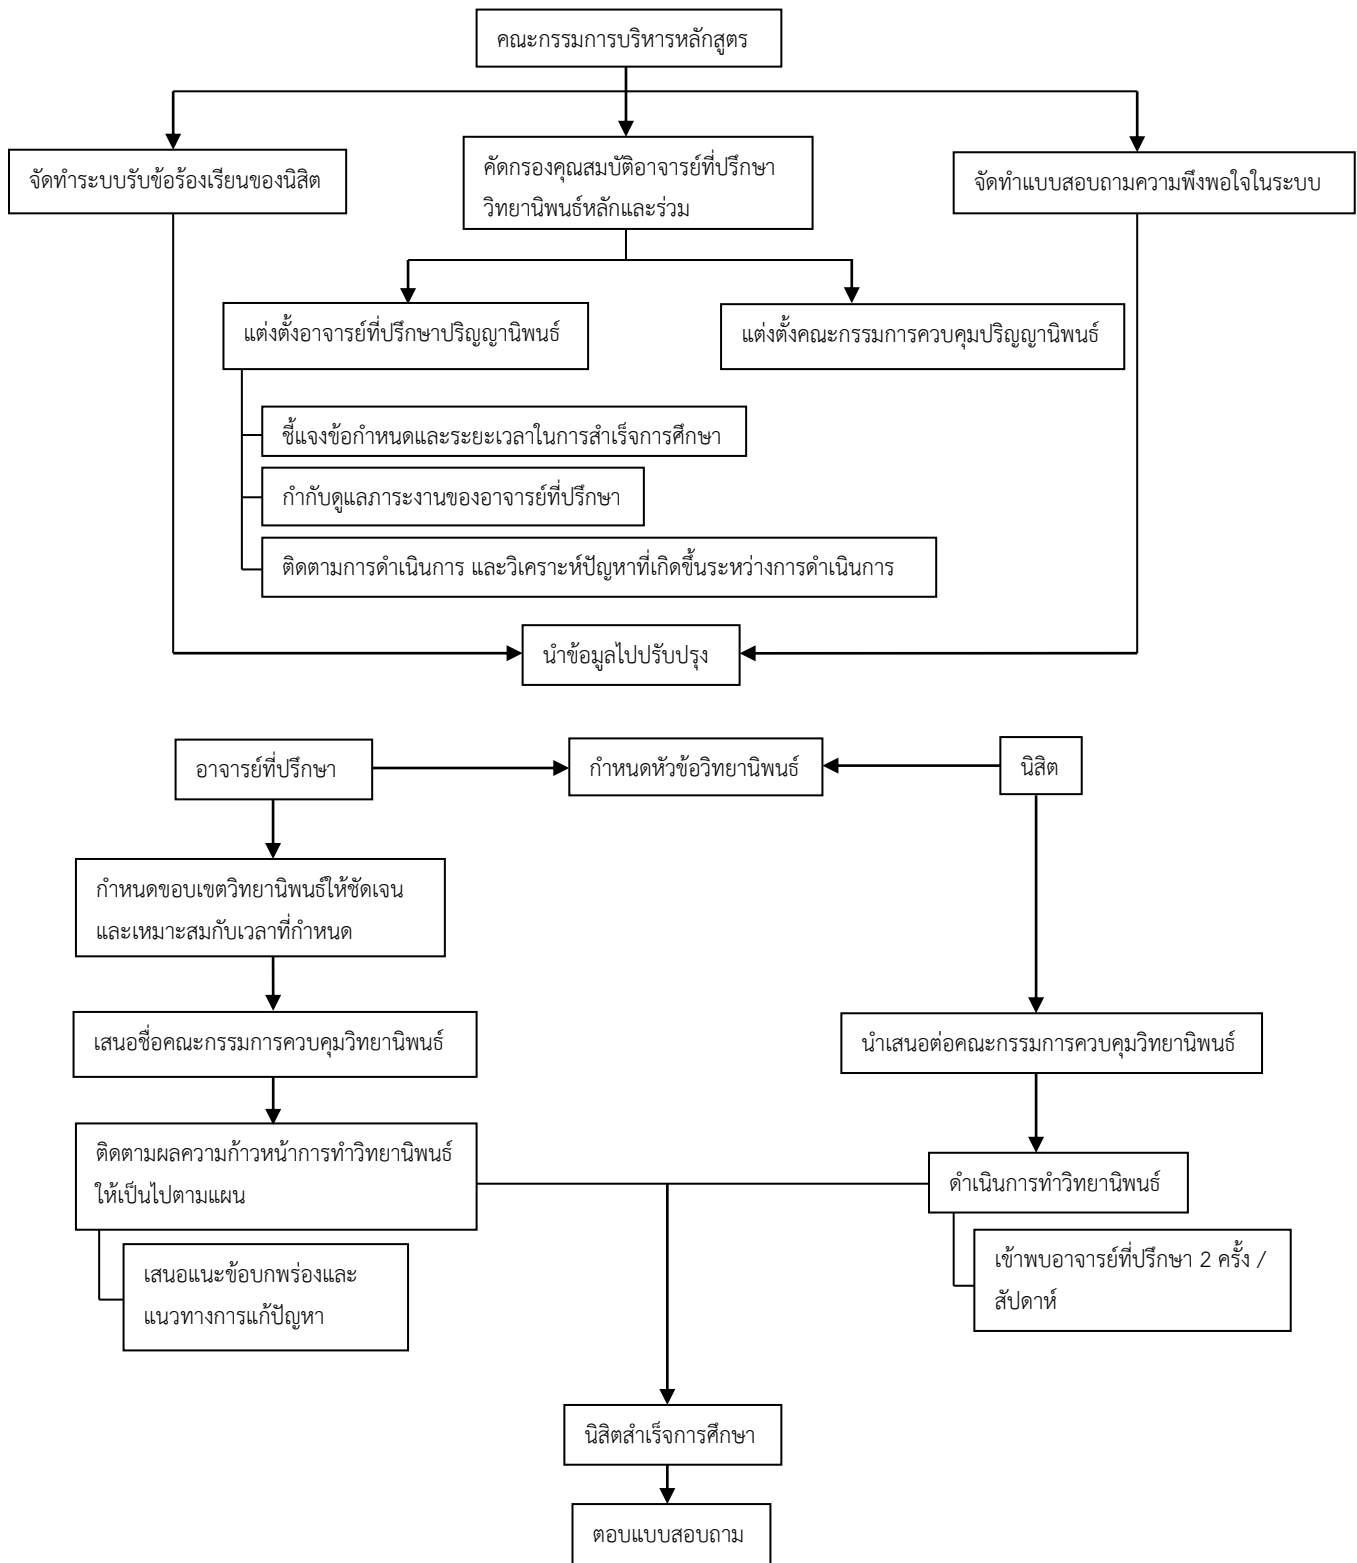 คณะกรรมการบริหารหลักสูตร
จัดทำระบบรับข้อร้องเรียนของนิสิต
คัดกรองคุณสมบัติอาจารย์ที่ปรึกษา
วิทยานิพนธ์หลักและร่วม
จัดทำแบบสอบถามความพึงพอใจในระบบ
แต่งตั้งอาจารย์ที่ปรึกษาปริญญานิพนธ์
แต่งตั้งคณะกรรมการควบคุมปริญญานิพนธ์
ชี้แจงข้อกำหนดและระยะเวลาในการสำเร็จการศึกษา
กำกับดูแลภาระงานของอาจารย์ที่ปรึกษา
ติดตามการดำเนินการ และวิเคราะห์ปัญหาที่เกิดขึ้นระหว่างการดำเนินการ
นำข้อมูลไปปรับปรุง
อาจารย์ที่ปรึกษา
กำหนดหัวข้อวิทยานิพนธ์
นิสิต
กำหนดขอบเขตวิทยานิพนธ์ให้ชัดเจน
และเหมาะสมกับเวลาที่กำหนด
เสนอชื่อคณะกรรมการควบคุมวิทยานิพนธ์
นำเสนอต่อคณะกรรมการควบคุมวิทยานิพนธ์
ติดตามผลความก้าวหน้าการทำวิทยานิพนธ์
ให้เป็นไปตามแผน
ดำเนินการทำวิทยานิพนธ์
เสนอแนะข้อบกพร่องและ
แนวทางการแก้ปัญหา
เข้าพบอาจารย์ที่ปรึกษา 2 ครั้ง /
สัปดาห์
นิสิตสำเร็จการศึกษา
ตอบแบบสอบถาม